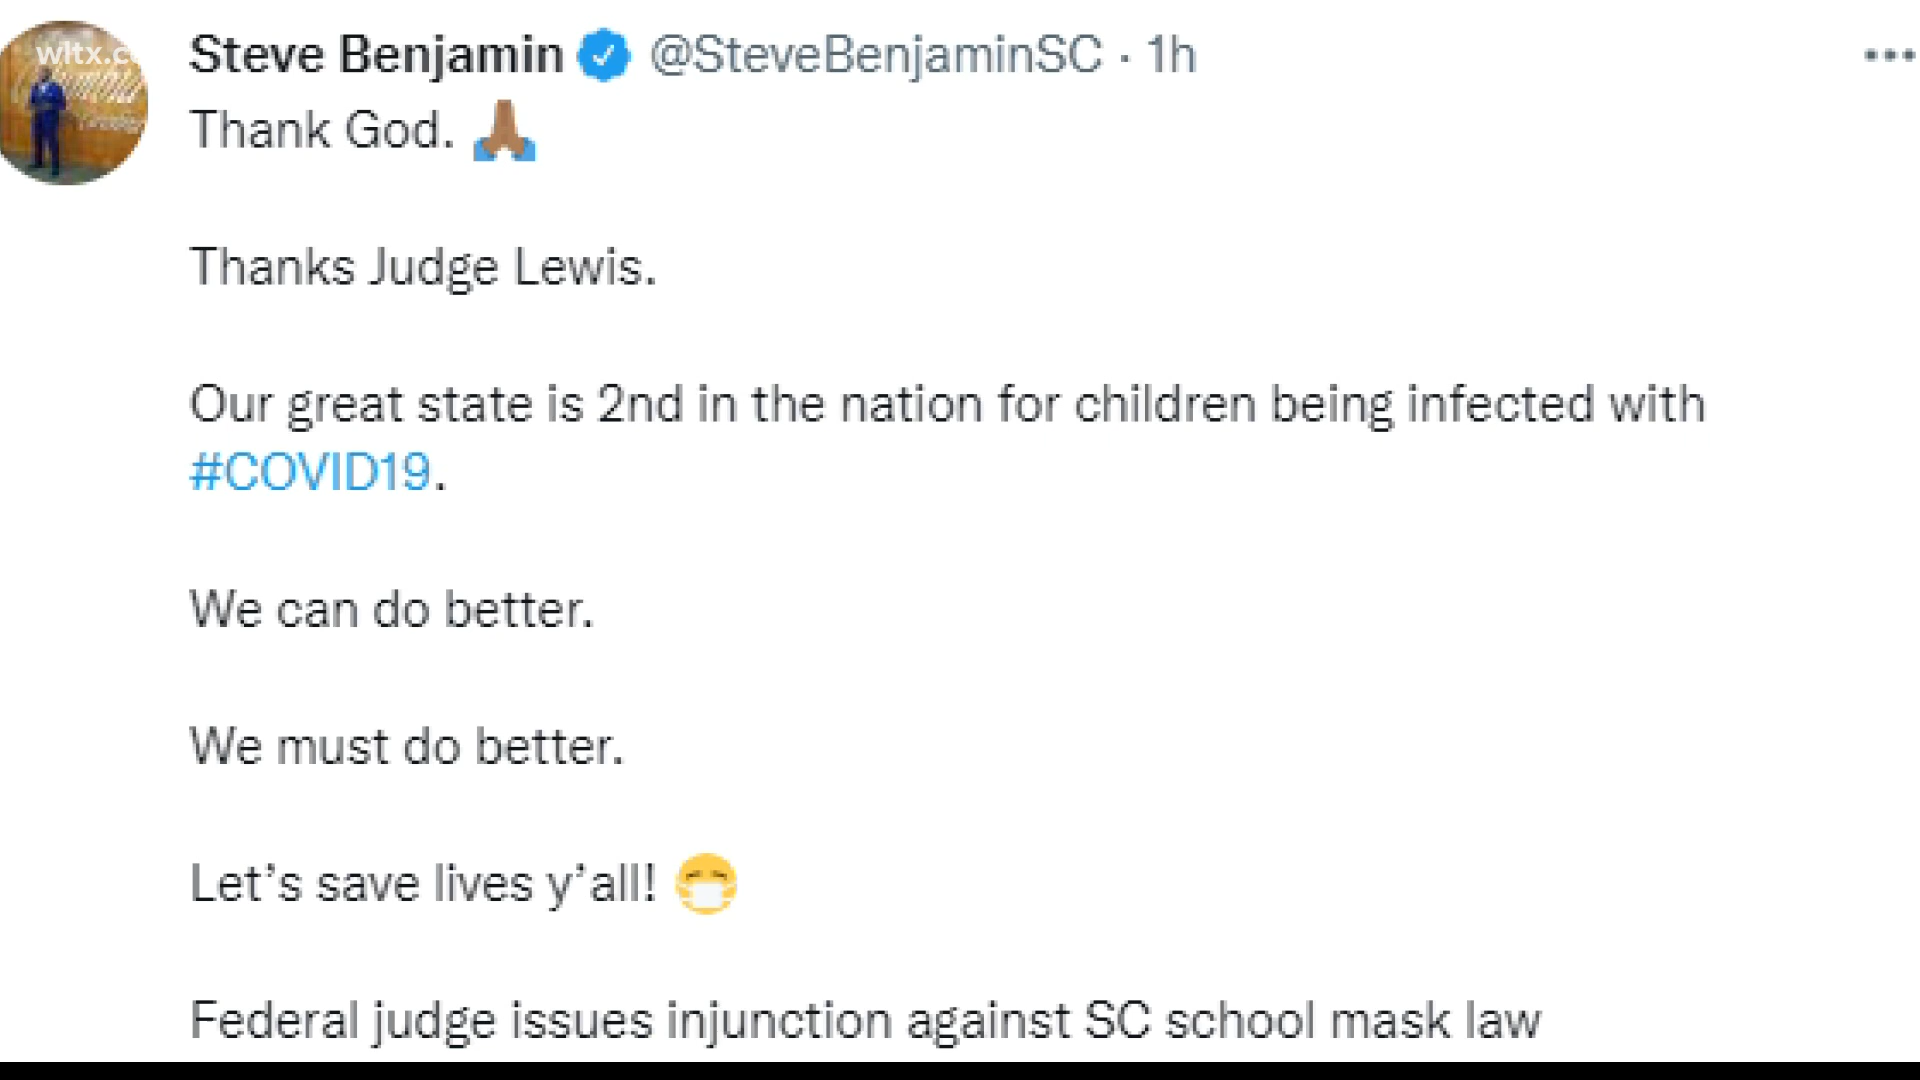 wltx.c
Steve Benjamin @SteveBenjaminSC · 1h
Thank God. 🙏🏽
Thanks Judge Lewis.
Our great state is 2nd in the nation for children being infected with
#COVID19.
We can do better.
We must do better.
Let's save lives y'all! 😷
Federal judge issues injunction against SC school mask law